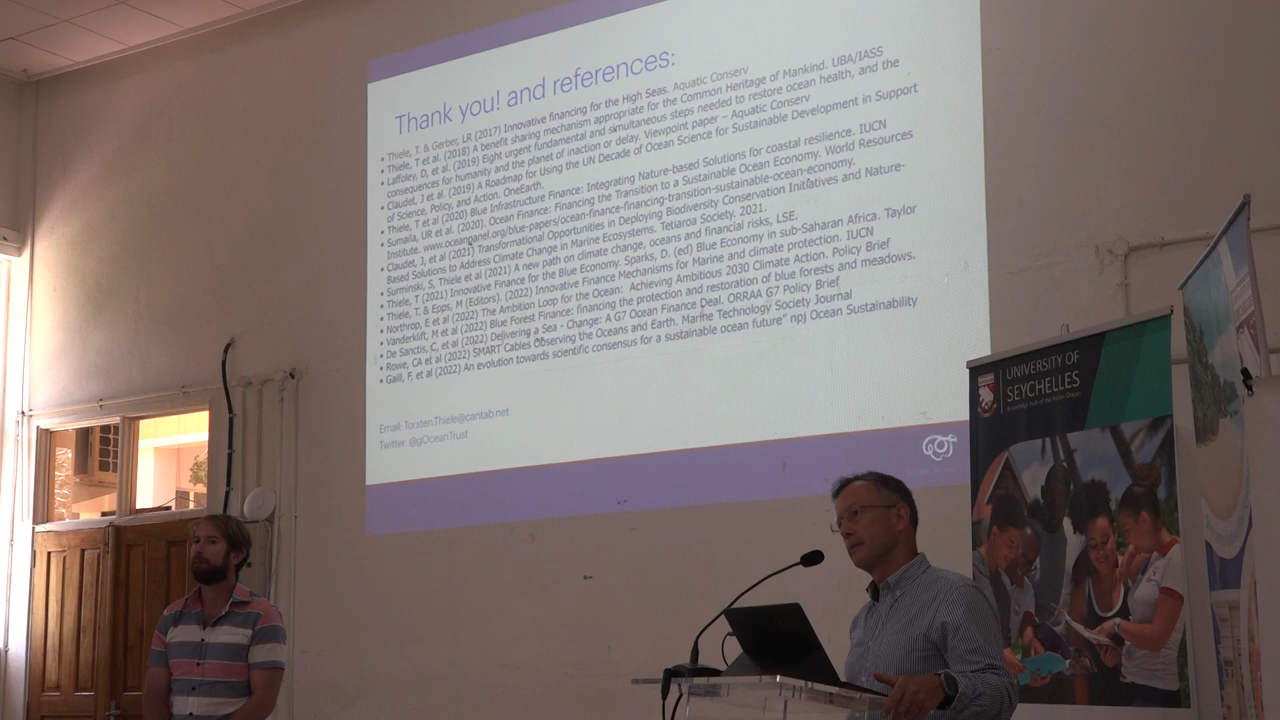 Thank you! and references:
• Thiele, T. & Gerber, LR (2017) Innovative financing for the High Seas. Aquatic Conserv
• Thiele, T et al. (2018) A benefit sharing mechanism appropriate for the Common Heritage of Mankind. UBA/IASS
• Laffoley, D, et al. (2019) Eight urgent fundamental and simultaneous steps needed to restore ocean health, and the
consequences for humanity and the planet of inaction or delay. Viewpoint paper – Aquatic Conserv
• Claudet, J et al. (2019) A Roadmap for Using the UN Decade of Ocean Science for Sustainable Development in Support
of Science, Policy, and Action. OneEarth.
• Thiele, T et al (2020) Blue Infrastructure Finance: Integrating Nature-based Solutions for coastal resilience. IUCN
• Sumaila, UR et al. (2020). Ocean Finance: Financing the Transition to a Sustainable Ocean Economy. World Resources
Institute. www.oceanpanel.org/blue-papers/ocean-finance-financing-transition-sustainable-ocean-economy.
• Claudet, J, et al (2021) Transformational Opportunities in Deploying Biodiversity Conservation Initiatives and Nature-
Based Solutions to Address Climate Change in Marine Ecosystems. Tetiaroa Society. 2021.
• Surminski, S, Thiele et al (2021) A new path on climate change, oceans and financial risks, LSE.
• Thiele, T (2021) Innovative Finance for the Blue Economy. Sparks, D. (ed) Blue Economy in sub-Saharan Africa. Taylor
• Thiele, T. & Epps, M (Editors). (2022) Innovative Finance Mechanisms for Marine and climate protection. IUCN
• Northrop, E et al (2022) The Ambition Loop for the Ocean: Achieving Ambitious 2030 Climate Action. Policy Brief
• Vanderklift, M et al (2022) Blue Forest Finance: financing the protection and restoration of blue forests and meadows.
• De Sanctis, C, et al (2022) Delivering a Sea - Change: A G7 Ocean Finance Deal. ORRAA G7 Policy Brief
• Rowe, CA et al (2022) SMART Cables Observing the Oceans and Earth. Marine Technology Society Journal
• Gaill, F, et al (2022) An evolution towards scientific consensus for a sustainable ocean future” npj Ocean Sustainability
Email: Torsten.Thiele@cantab.net
Twitter: @gOceanTrust
UNIVERSITY OF
SEYCHELLES
Knowledge Hub of the Indian Ocean